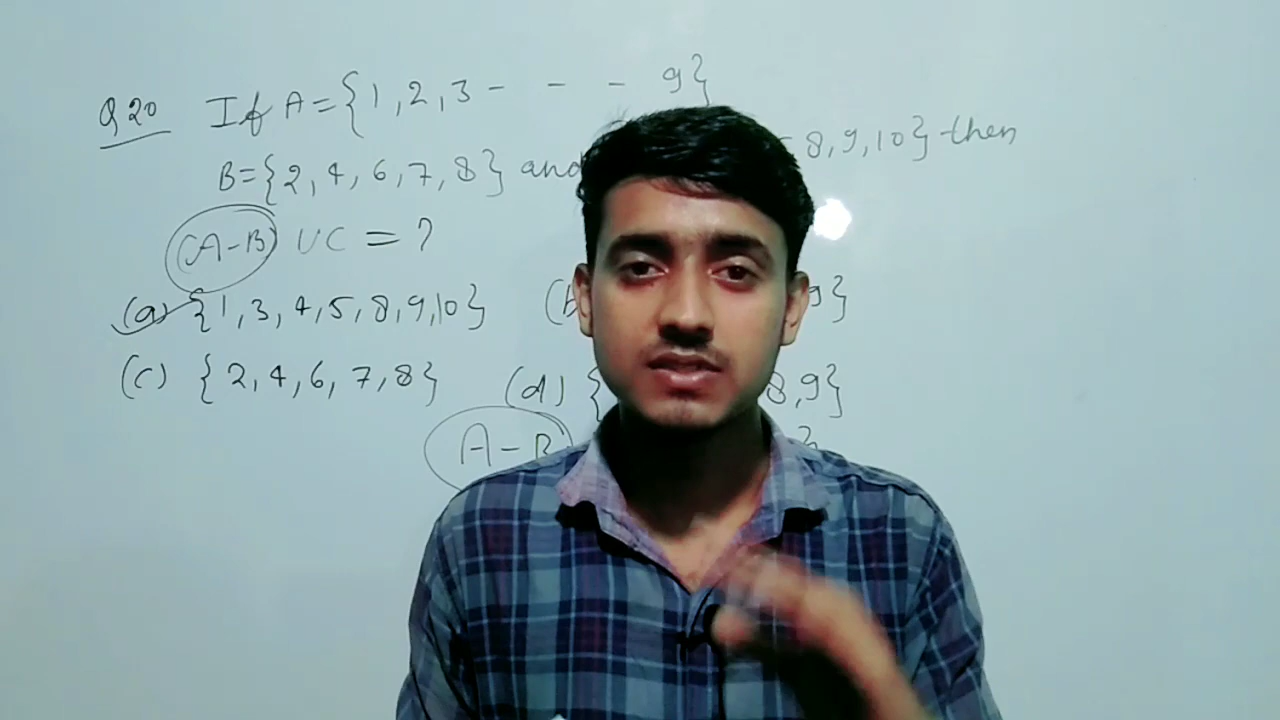 Q20 If A={1,2,3 - - - 9}
B={2,4,6,7,8} and 8,9,10} then
(A-B) UC = ?
(a) {1,3,4,5,8,9,10} (b 9}
(c) {2,4,6,7,8} (d) { 8,9}
A-B }